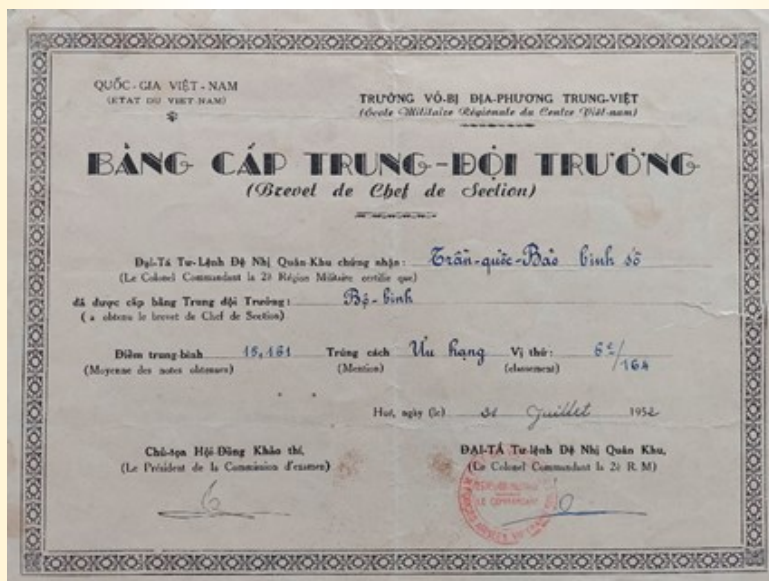 QUỐC-GIA VIỆT-NAM
(ETAT DU VIET-NAM)
TRƯỜNG VÕ-BỊ ĐỊA-PHƯƠNG TRUNG-VIỆT
(École Militaire Régionale du Centre Việt-nam)
BẰNG CẤP TRUNG-ĐỘI TRƯỞNG
(Brevet de Chef de Section)
Đại-Tá Tư-Lệnh Đệ Nhị Quân-Khu chứng nhận: Trần-quốc-Bảo binh số
(Le Colonel Commandant la 2è Région Militaire certifie que)
đã được cấp bằng Trung đội Trưởng: Bộ-binh
(a obtenu le brevet de Chef de Section)
Điểm trung-bình 15,161 Trúng cách Ưu hạng Vị thứ: 6e/164
(Moyenne des notes obtenues) (Mention) (classement)
Huế, ngày (le) Juillet 1952
Chủ-tọa Hội-Đồng Khảo thí,
(Le Président de la Commission d'examen)
ĐẠI-TÁ Tư-lệnh Đệ Nhị Quân Khu,
(Le Colonel Commandant la 2è R. M)
LE COMMANDANT